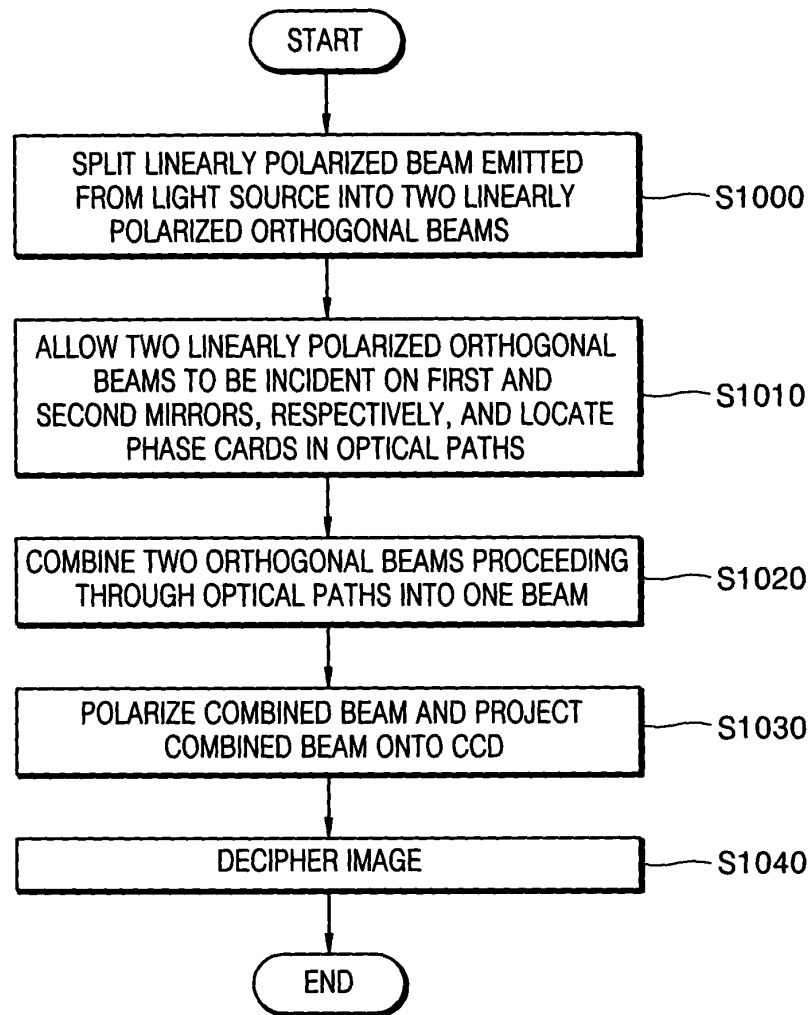 START
SPLIT LINEARLY POLARIZED BEAM EMITTED
FROM LIGHT SOURCE INTO TWO LINEARLY
POLARIZED ORTHOGONAL BEAMS
S1000
ALLOW TWO LINEARLY POLARIZED ORTHOGONAL
BEAMS TO BE INCIDENT ON FIRST AND
SECOND MIRRORS, RESPECTIVELY, AND LOCATE
PHASE CARDS IN OPTICAL PATHS
S1010
COMBINE TWO ORTHOGONAL BEAMS PROCEEDING
THROUGH OPTICAL PATHS INTO ONE BEAM
S1020
POLARIZE COMBINED BEAM AND PROJECT
COMBINED BEAM ONTO CCD
S1030
DECIPHER IMAGE
S1040
END